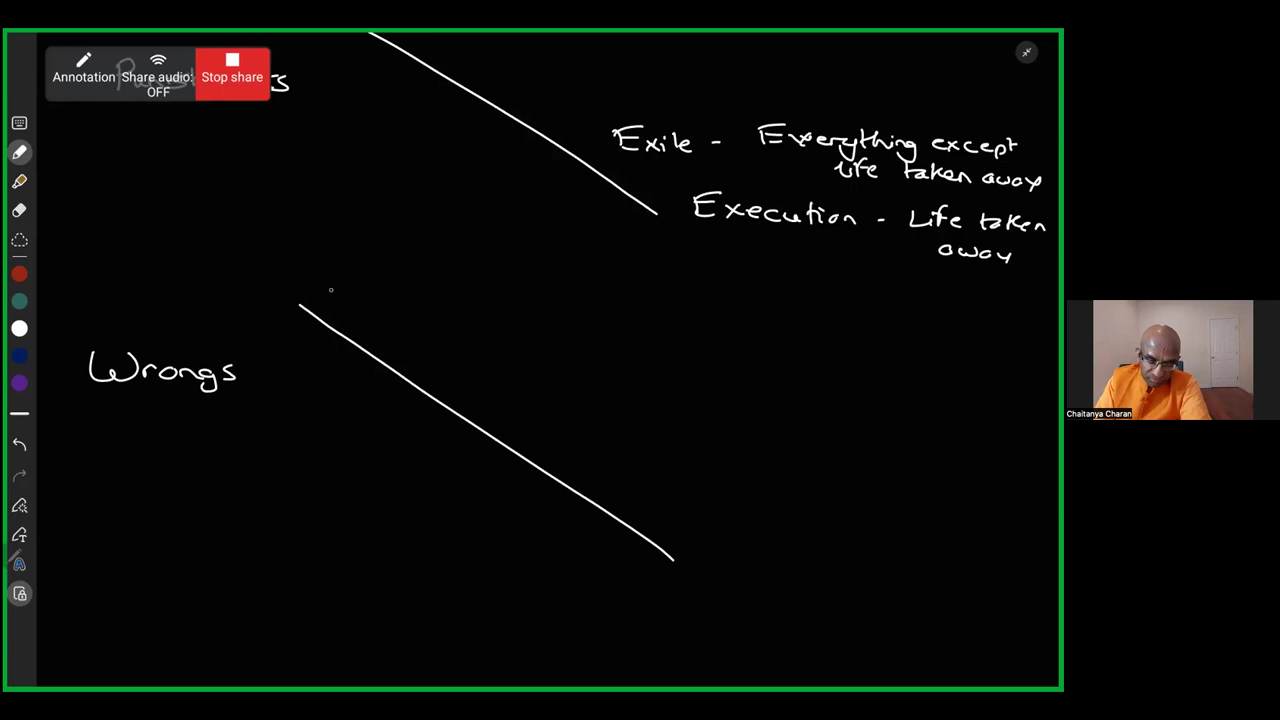 Annotation
Share audio:
OFF
Stop share
Exile - Everything except
life taken away
Execution - Life taken
away
Wrongs
Chaitanya Charan